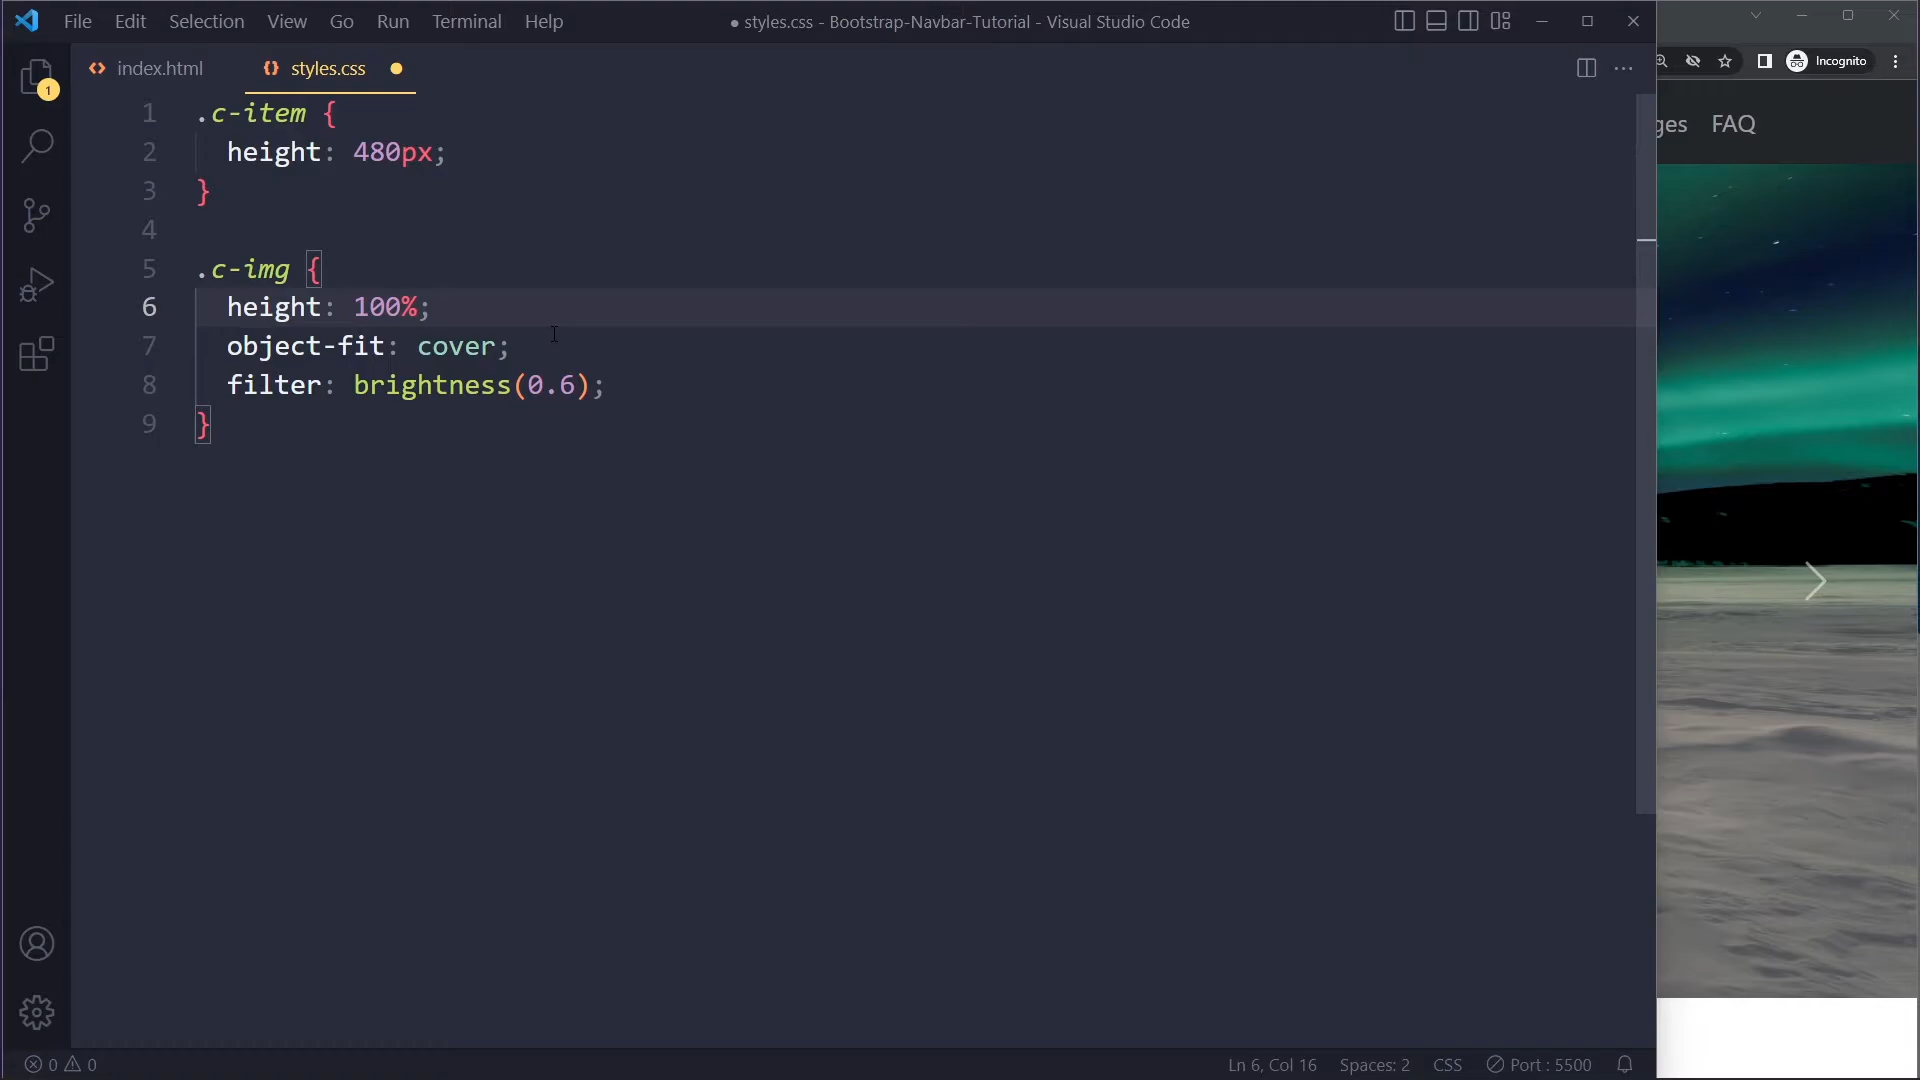 File Edit Selection View Go Run Terminal Help
● styles.css - Bootstrap-Navbar-Tutorial - Visual Studio Code
Incognito
1
index.html
styles.css
ges FAQ
1 .c-item {
2 height: 480px;
3 }
4
5 .c-img {
6 height: 100%;
7 object-fit: cover;
8 filter: brightness(0.6);
9 }
0 0
Ln 6, Col 16 Spaces: 2 CSS Port : 5500